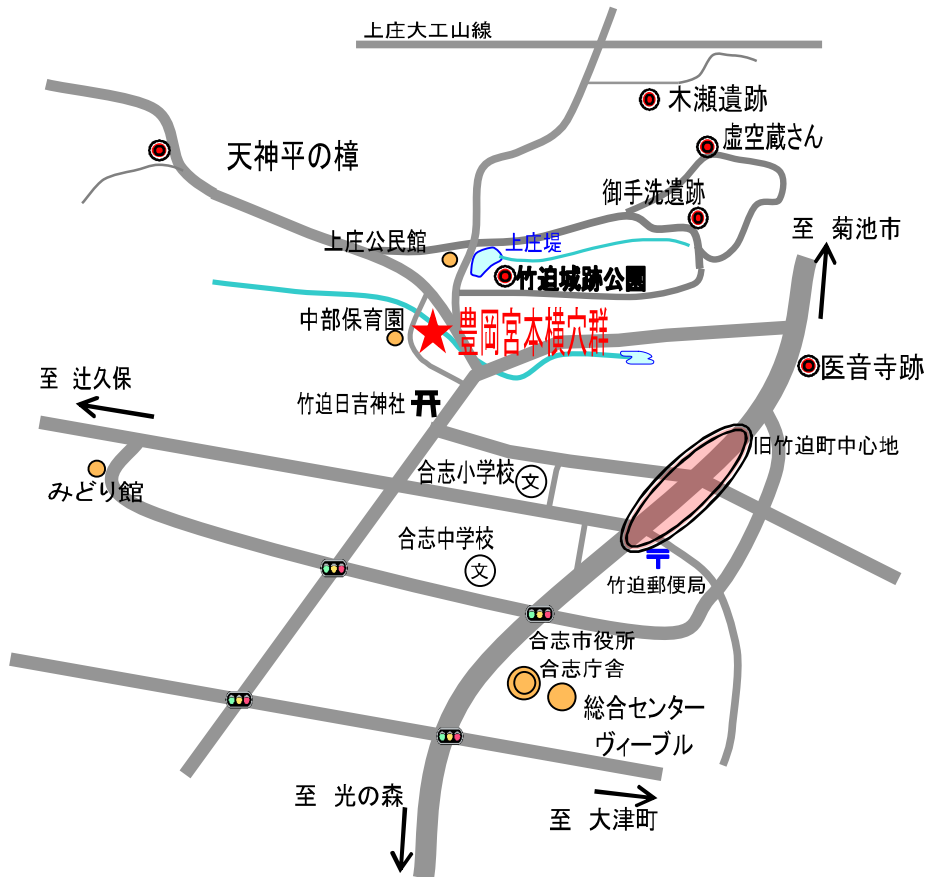 上庄大工山線
木瀬遺跡
虚空蔵さん
天神平の樟
御手洗遺跡
至 菊池市
上庄公民館
上庄堤
竹迫城跡公園
中部保育園
豊岡宮本横穴群
医音寺跡
至 辻久保
竹迫日吉神社
旧竹迫町中心地
合志小学校
文
みどり館
合志中学校
文
竹迫郵便局
合志市役所
合志庁舎
総合センター
ヴィーブル
至 光の森
至 大津町